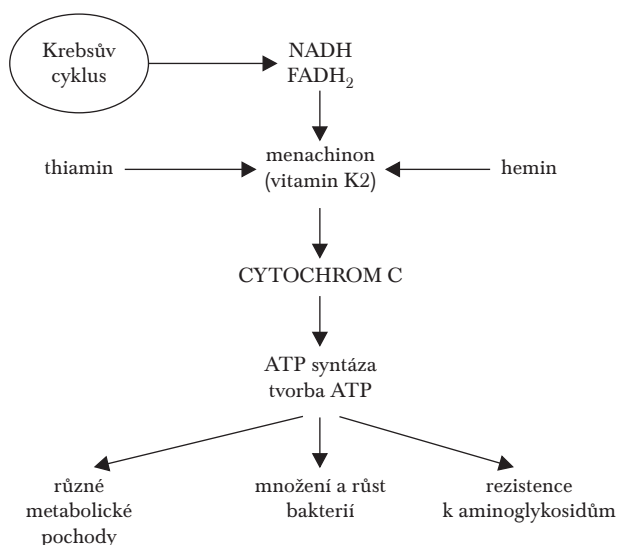 Krebsův
cyklus
NADH
FADH₂
thiamin
menachinon
(vitamin K2)
hemin
CYTOCHROM C
ATP syntáza
tvorba ATP
různé
metabolické
pochody
množení a růst
bakterií
rezistence
k aminoglykosidům